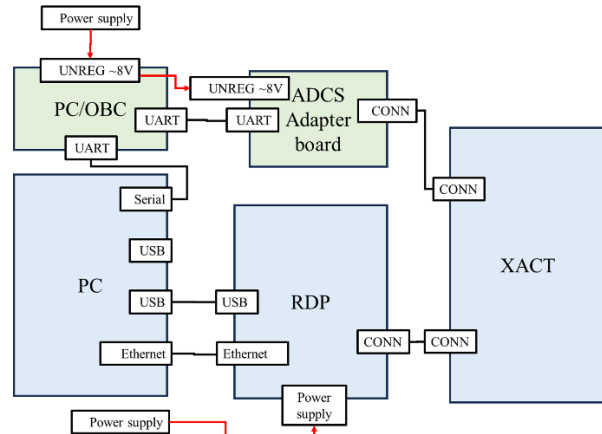 Power supply
UNREG ~8V
UNREG ~8V
PC/OBC
ADCS
Adapter
board
CONN
UART
UART
UART
CONN
Serial
USB
PC
XACT
USB
USB
RDP
CONN
CONN
Ethernet
Ethernet
Power
supply
Power supply